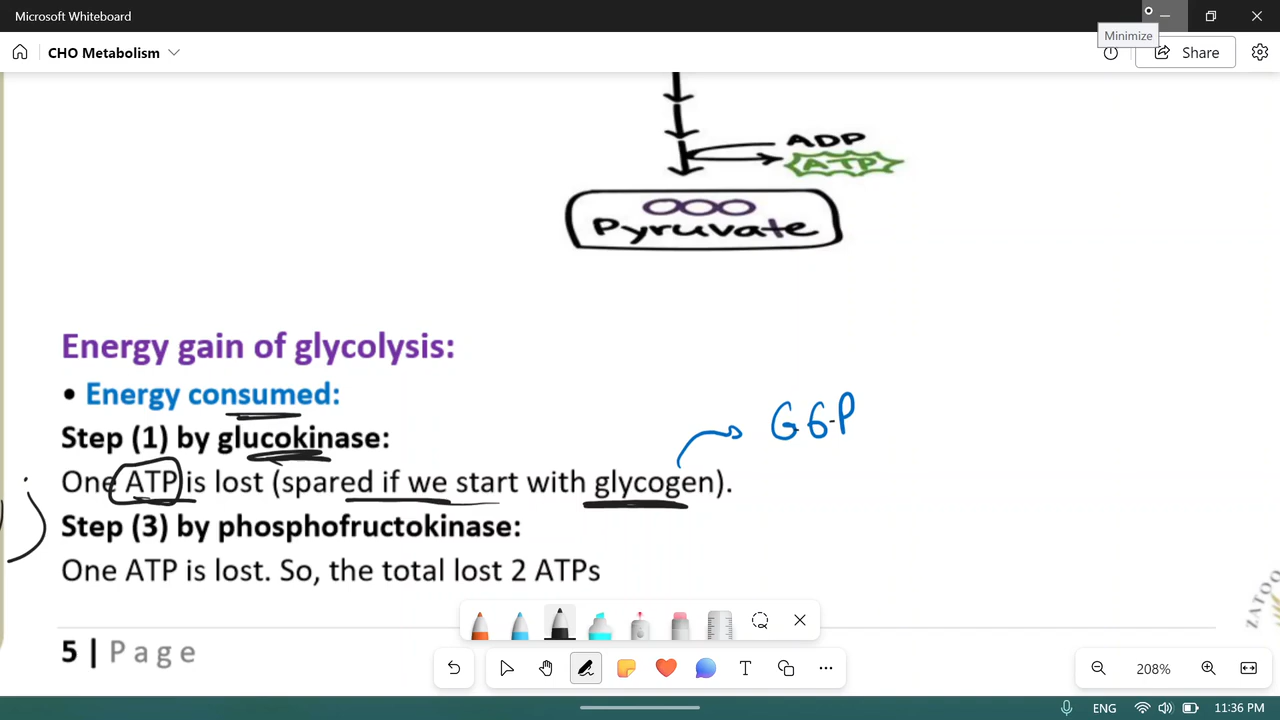 Microsoft Whiteboard
Minimize
CHO Metabolism
Share
ADP
ATP
Pyruvate
Energy gain of glycolysis:
• Energy consumed:
G6P
Step (1) by glucokinase:
One ATP is lost (spared if we start with glycogen).
Step (3) by phosphofructokinase:
One ATP is lost. So, the total lost 2 ATPs
ZATOO
5 | Page
T
208%
ENG
11:36 PM